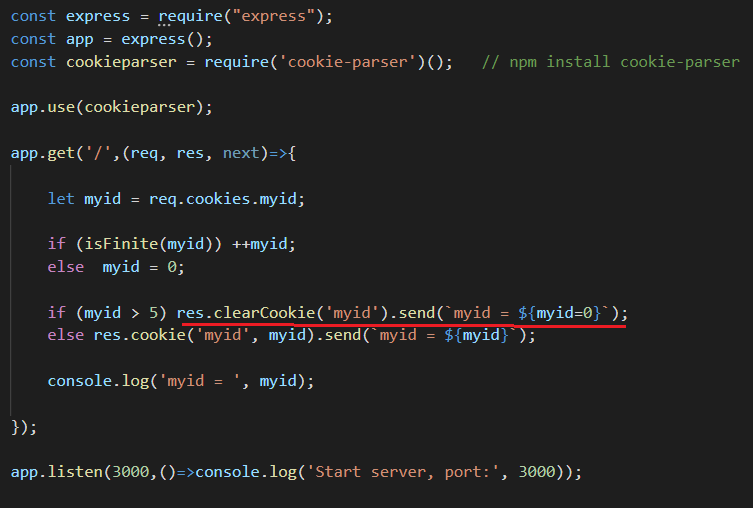 const express = require("express");
const app = express();
const cookieparser = require('cookie-parser')();   // npm install cookie-parser
app.use(cookieparser);
app.get('/',(req, res, next)=>{
let myid = req.cookies.myid;
if (isFinite(myid)) ++myid;
else  myid = 0;
if (myid > 5) res.clearCookie('myid').send(`myid = ${myid=0}`);
else res.cookie('myid', myid).send(`myid = ${myid}`);
console.log('myid = ', myid);
});
app.listen(3000,()=>console.log('Start server, port:', 3000));